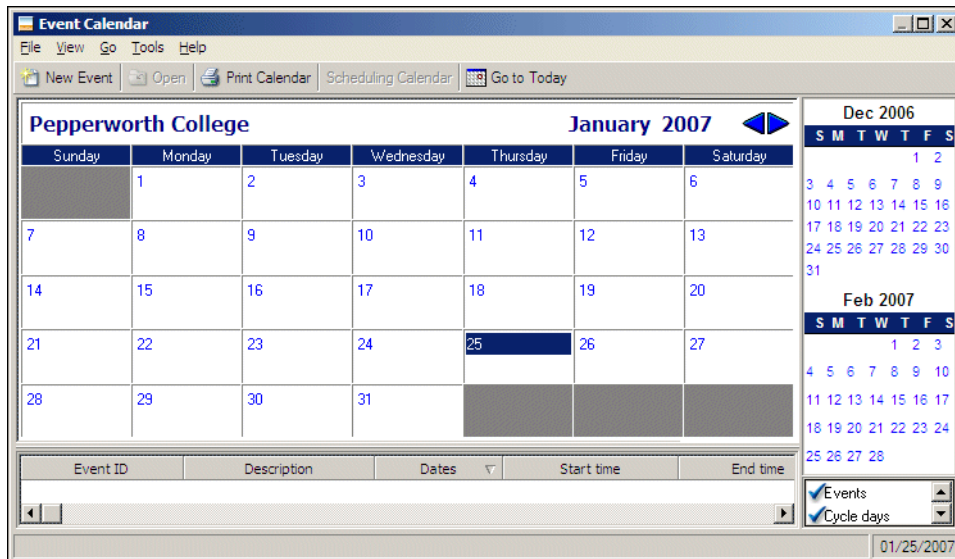 Event Calendar
File View Go Tools Help
New Event Open Print Calendar Scheduling Calendar Go to Today
Pepperworth College January 2007
Sunday Monday Tuesday Wednesday Thursday Friday Saturday
1 2 3 4 5 6
7 8 9 10 11 12 13
14 15 16 17 18 19 20
21 22 23 24 25 26 27
28 29 30 31
Event ID Description Dates Start time End time
Dec 2006
S M T W T F S
1 2
3 4 5 6 7 8 9
10 11 12 13 14 15 16
17 18 19 20 21 22 23
24 25 26 27 28 29 30
31
Feb 2007
S M T W T F S
1 2 3
4 5 6 7 8 9 10
11 12 13 14 15 16 17
18 19 20 21 22 23 24
25 26 27 28
Events
Cycle days
01/25/2007